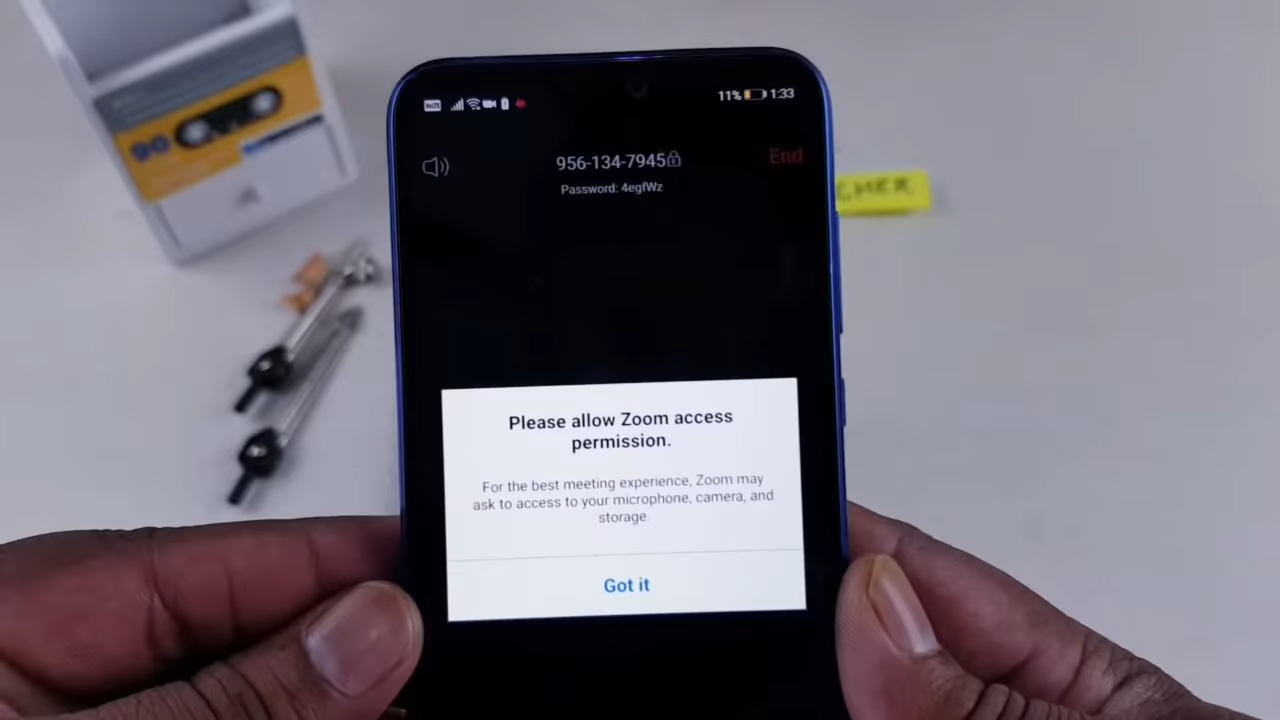 11% 1:33
956-134-7945
End
Password: 4egfWz
90
Please allow Zoom access
permission.
For the best meeting experience, Zoom may
ask to access to your microphone, camera, and
storage.
Got it